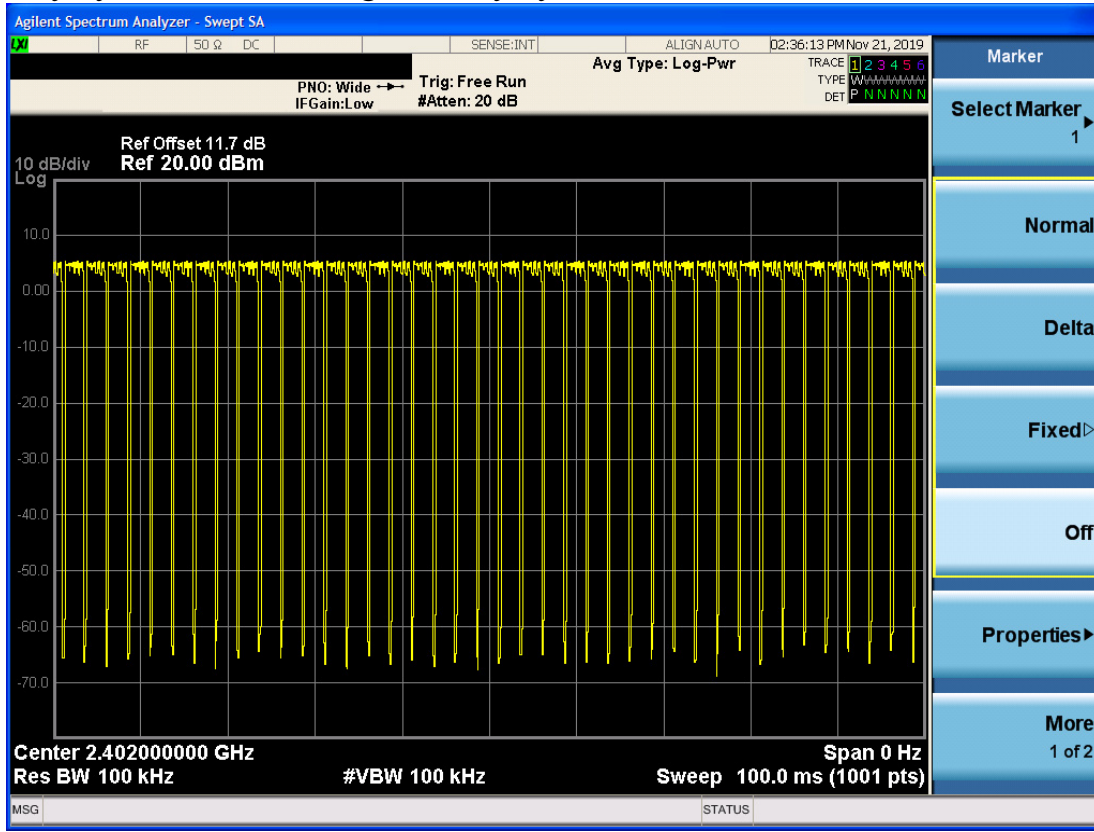 Agilent Spectrum Analyzer - Swept SA
LXI RF 50 Ω DC SENSE:INT ALIGN AUTO 02:36:13 PM Nov 21, 2019
Marker
Avg Type: Log-Pwr TRACE 1 2 3 4 5 6
PNO: Wide Trig: Free Run TYPE W
IFGain:Low #Atten: 20 dB DET P N N N N N
Select Marker
1
Ref Offset 11.7 dB
10 dB/div Ref 20.00 dBm
Log
Normal
10.0
0.00
Delta
-10.0
-20.0
Fixed
-30.0
-40.0
Off
-50.0
-60.0
Properties
-70.0
More
1 of 2
Center 2.402000000 GHz Span 0 Hz
Res BW 100 kHz #VBW 100 kHz Sweep 100.0 ms (1001 pts)
MSG STATUS